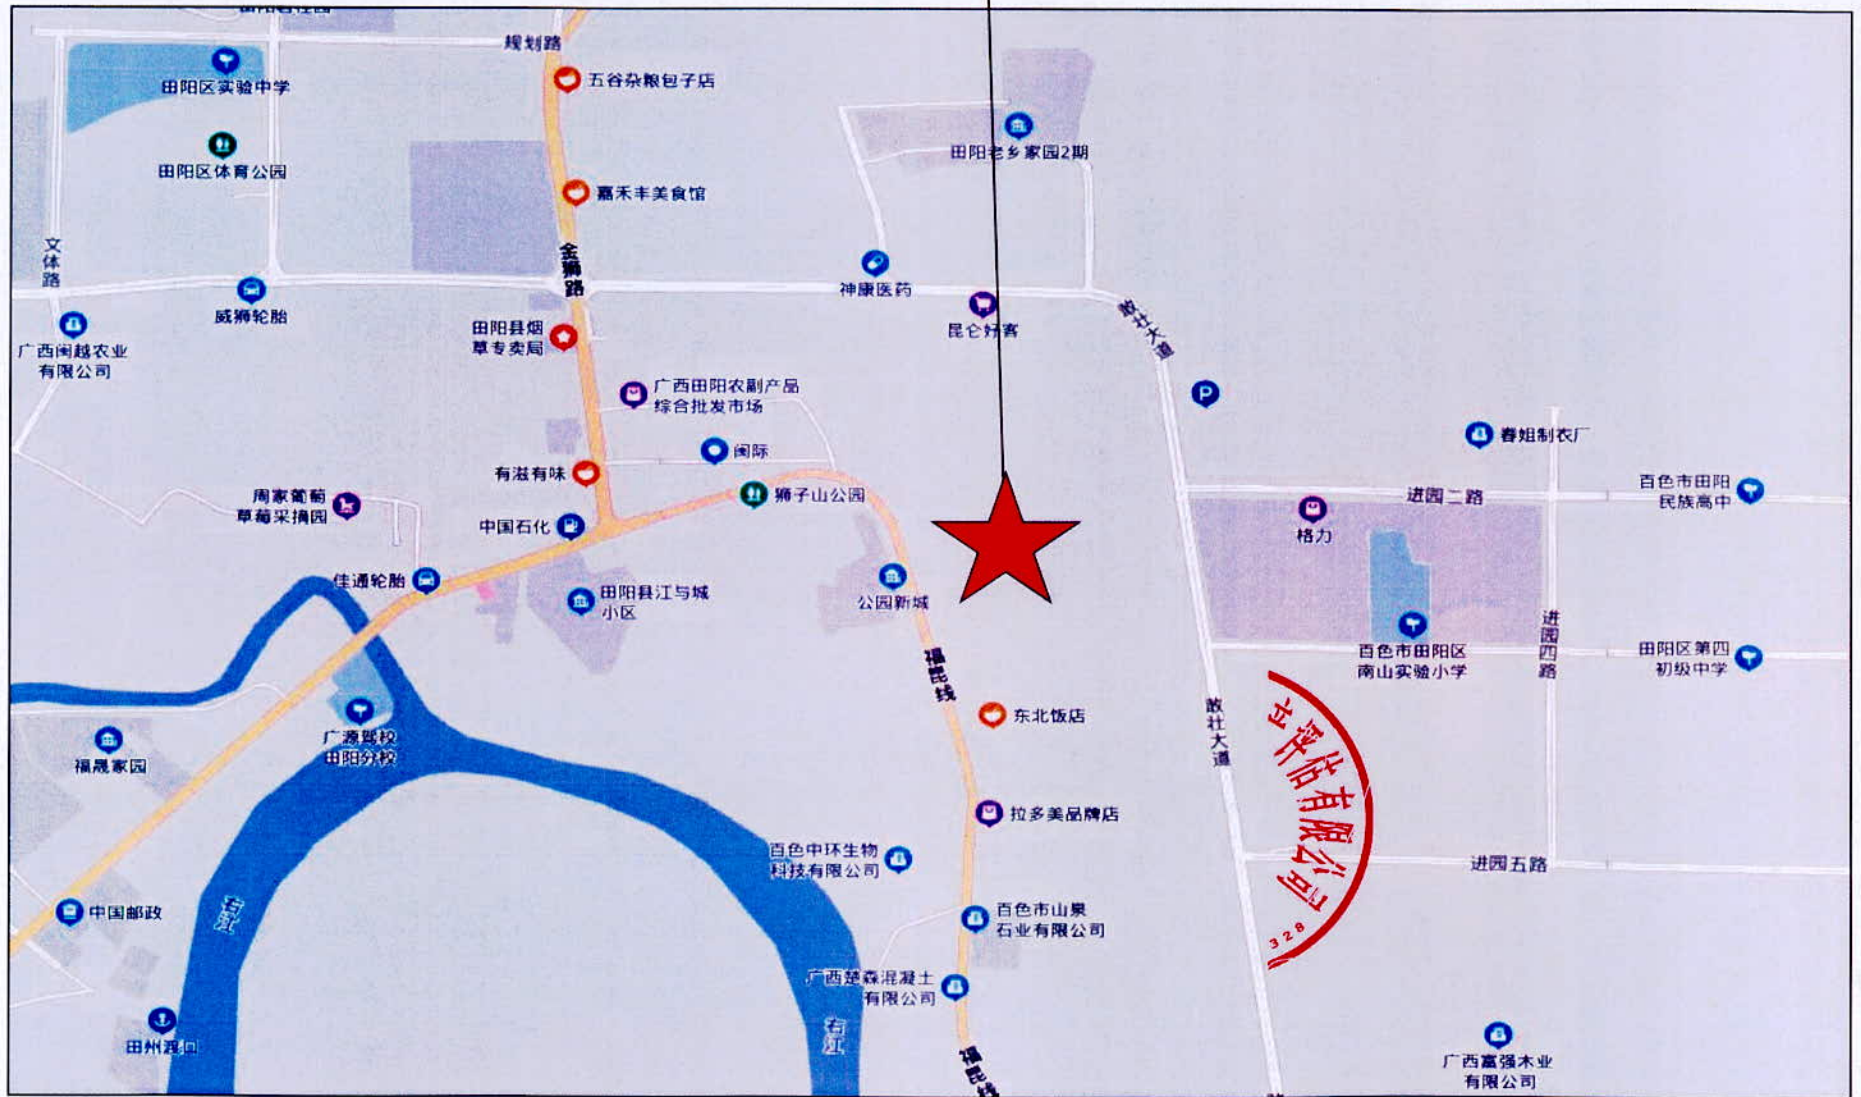 规划路
田阳区实验中学
五谷杂粮包子店
田阳区体育公园
田阳老乡家园2期
嘉禾丰美食馆
文体路
金狮路
神康医药
威狮轮胎
昆仑好客
敢壮大道
田阳县烟
草专卖局
广西闽越农业
有限公司
广西田阳农副产品
综合批发市场
P
春姐制衣厂
闽际
有滋有味
周家葡萄
草莓采摘园
狮子山公园
进园二路
百色市田阳
民族高中
中国石化
格力
佳通轮胎
田阳县江与城
小区
公园新城
进园四路
百色市田阳区
南山实验小学
田阳区第四
初级中学
福昆线
东北饭店
敢壮大道
广源驾校
田阳分校
福晟家园
评估有限公司
328
拉多美品牌店
百色中环生物
科技有限公司
进园五路
中国邮政
右江
百色市山泉
石业有限公司
广西楚森混凝土
有限公司
右江
田州渡口
福昆线
广西富强木业
有限公司